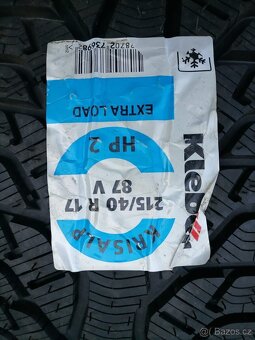 Kleber
KRISALP
HP 2
EXTRA LOAD
215/40 R 17
87 V
bazos.cz